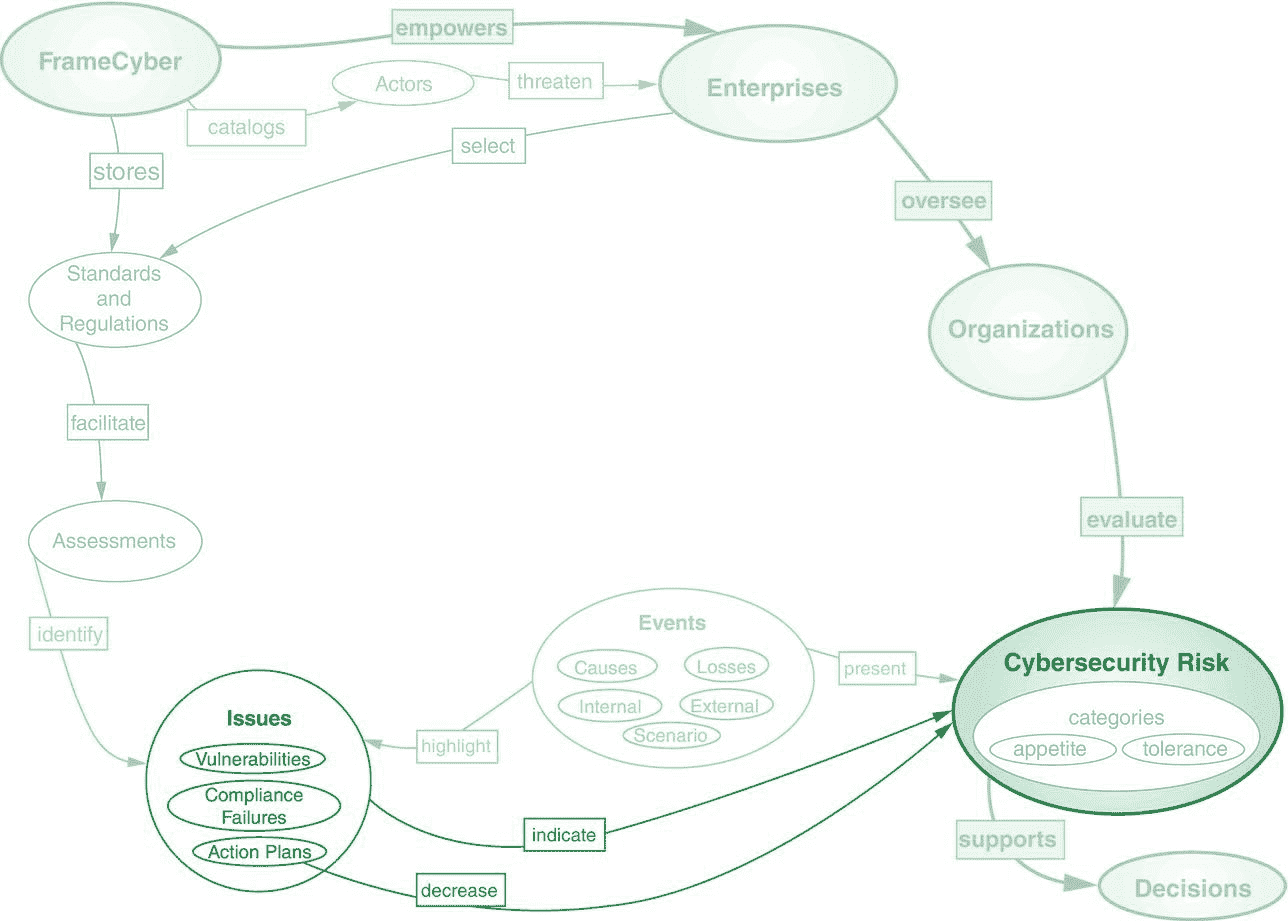 empowers
FrameCyber
Actors
threaten
Enterprises
catalogs
select
stores
oversee
Standards
and
Regulations
Organizations
facilitate
evaluate
Assessments
identify
Events
Causes
Losses
Internal
External
Scenario
present
highlight
Cybersecurity Risk
categories
appetite
tolerance
Issues
Vulnerabilities
Compliance
Failures
Action Plans
indicate
decrease
supports
Decisions